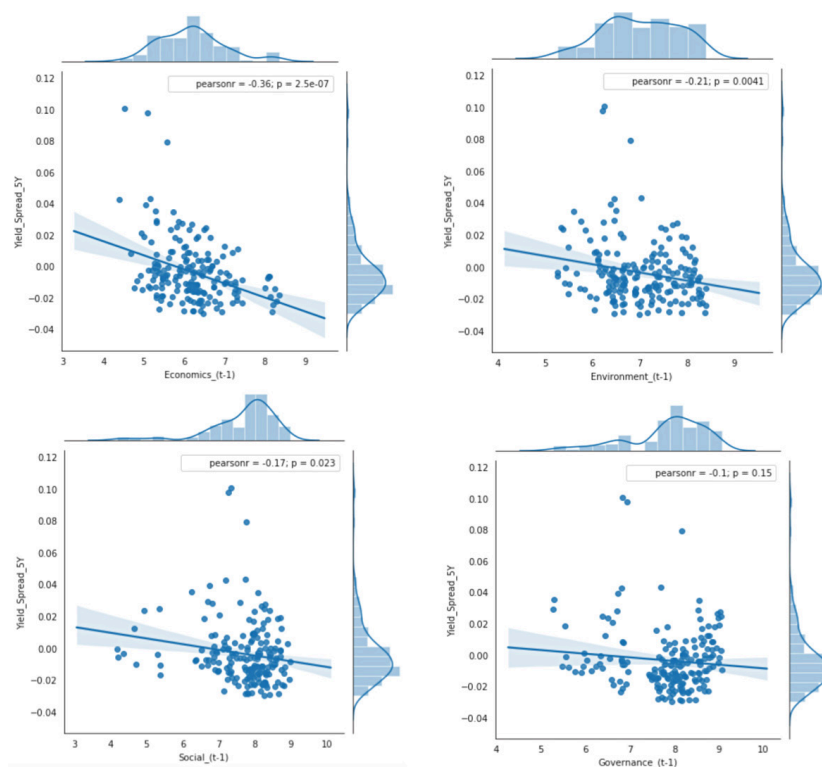 pearsonr = -0.36; p = 2.5e-07
0.12
0.10
0.08
0.06
0.04
0.02
0.00
−0.02
−0.04
Yield_Spread_5Y
3 4 5 6 7 8 9
Economics_(t-1)
pearsonr = -0.21; p = 0.0041
0.12
0.10
0.08
0.06
0.04
0.02
0.00
−0.02
−0.04
Yield_Spread_5Y
4 5 6 7 8 9
Environment_(t-1)
pearsonr = -0.17; p = 0.023
0.12
0.10
0.08
0.06
0.04
0.02
0.00
−0.02
−0.04
Yield_Spread_5Y
3 4 5 6 7 8 9 10
Social_(t-1)
pearsonr = -0.1; p = 0.15
0.12
0.10
0.08
0.06
0.04
0.02
0.00
−0.02
−0.04
Yield_Spread_5Y
4 5 6 7 8 9 10
Governance_(t-1)